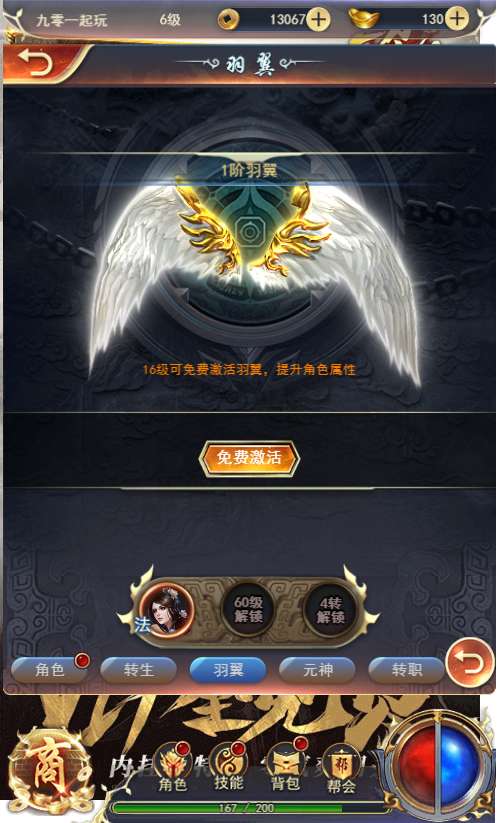 九零一起玩 6级 13067 130
羽翼
1阶羽翼
16级可免费激活羽翼，提升角色属性
免费激活
60级
解锁
4转
解锁
法
角色 转生 羽翼 元神 转职
商
角色 技能 背包 帮会
帮
167 / 200